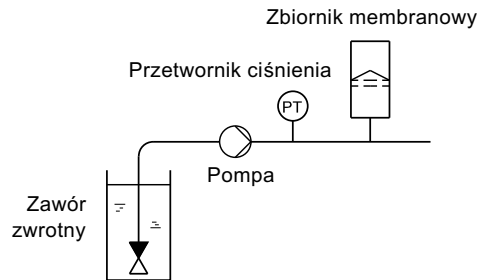 Zbiornik membranowy
Przetwornik ciśnienia
PT
Pompa
Zawór
zwrotny